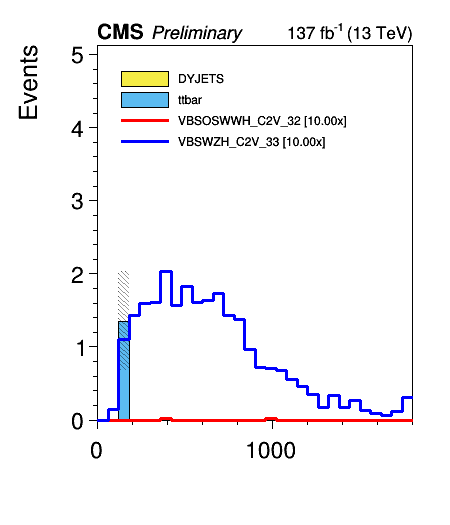 CMS Preliminary 137 fb⁻¹ (13 TeV)
Events
5
DYJETS
ttbar
4
VBSOSWWH_C2V_32 [10.00x]
VBSWZH_C2V_33 [10.00x]
3
2
1
0
0 1000